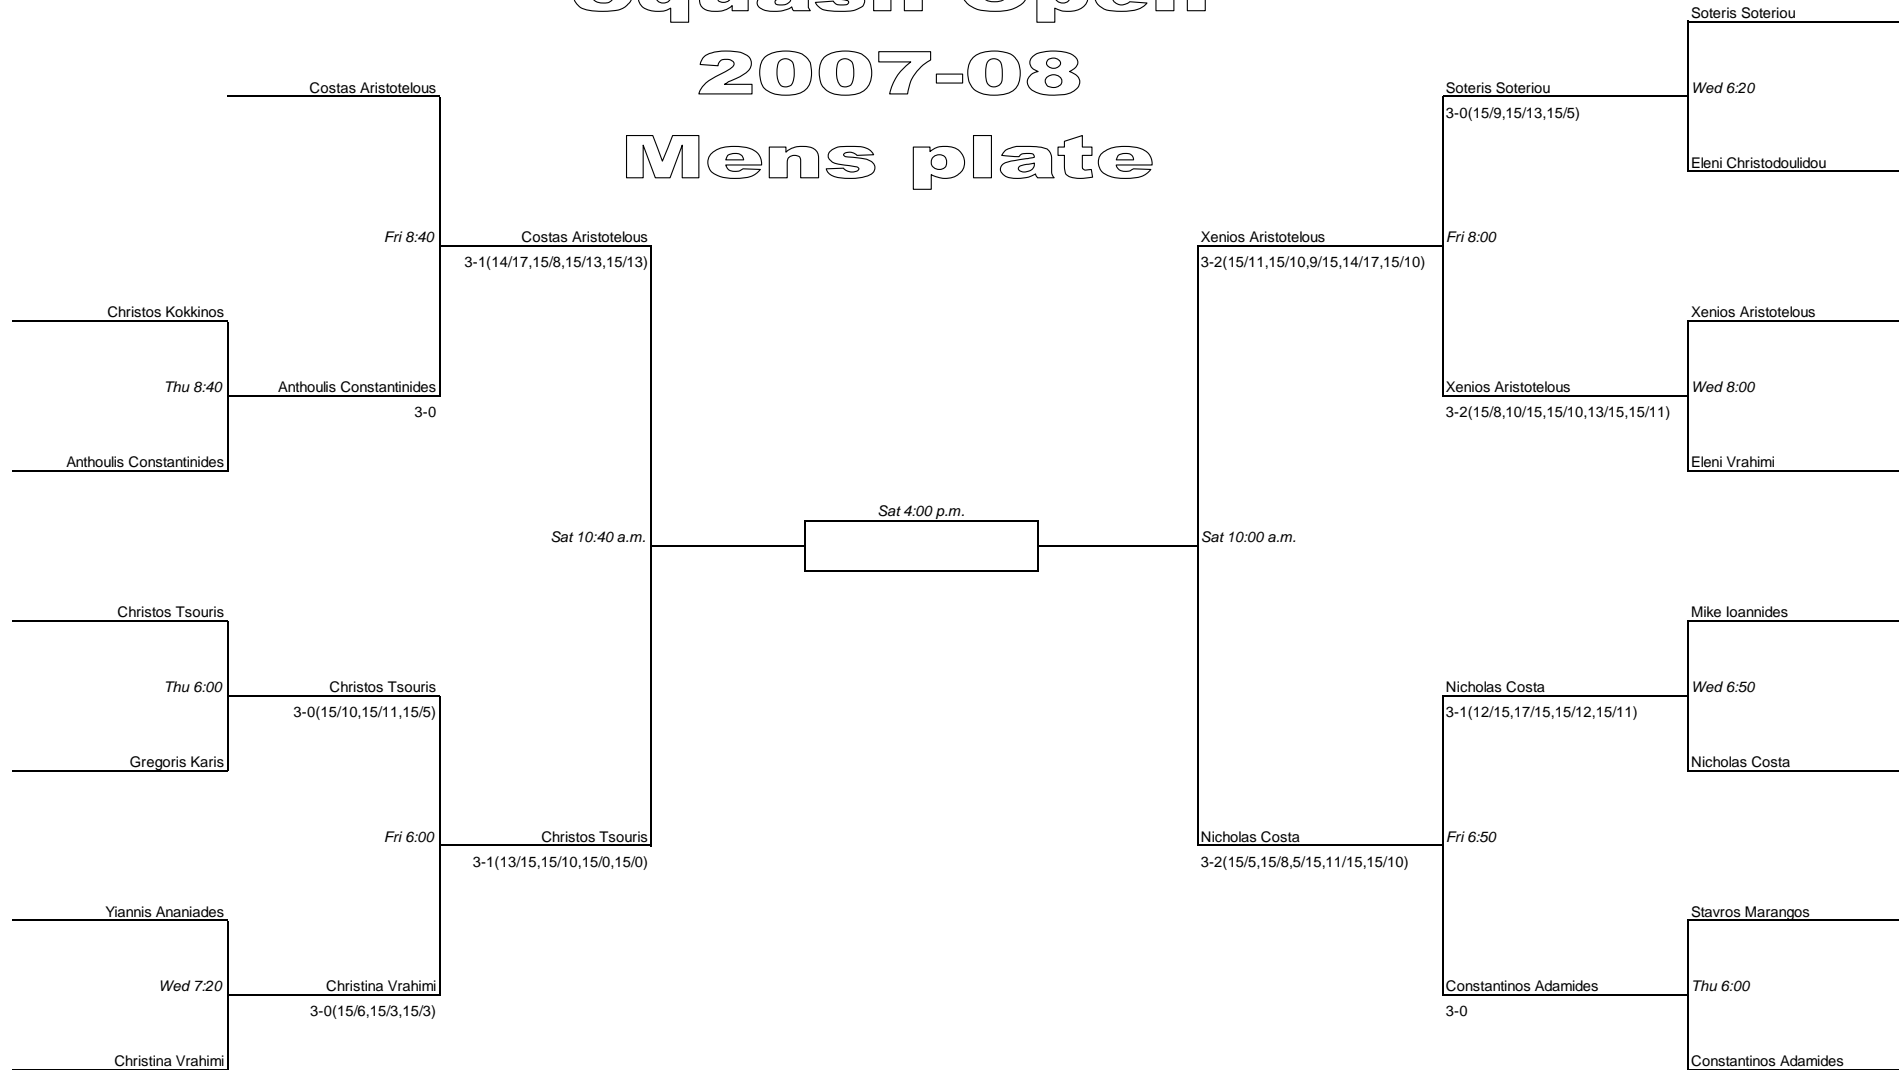 Squash Open
2007-08
Mens plate
Costas Aristotelous
Fri 8:40
Costas Aristotelous
3-1(14/17,15/8,15/13,15/13)
Christos Kokkinos
Thu 8:40
Anthoulis Constantinides
3-0
Anthoulis Constantinides
Sat 10:40 a.m.
Christos Tsouris
Thu 6:00
Christos Tsouris
3-0(15/10,15/11,15/5)
Gregoris Karis
Fri 6:00
Christos Tsouris
3-1(13/15,15/10,15/0,15/0)
Yiannis Ananiades
Wed 7:20
Christina Vrahimi
3-0(15/6,15/3,15/3)
Christina Vrahimi
Sat 4:00 p.m.
Soteris Soteriou
Soteris Soteriou
Wed 6:20
3-0(15/9,15/13,15/5)
Eleni Christodoulidou
Xenios Aristotelous
Fri 8:00
3-2(15/11,15/10,9/15,14/17,15/10)
Xenios Aristotelous
Xenios Aristotelous
Wed 8:00
3-2(15/8,10/15,15/10,13/15,15/11)
Eleni Vrahimi
Sat 10:00 a.m.
Mike Ioannides
Nicholas Costa
Wed 6:50
3-1(12/15,17/15,15/12,15/11)
Nicholas Costa
Nicholas Costa
Fri 6:50
3-2(15/5,15/8,5/15,11/15,15/10)
Stavros Marangos
Constantinos Adamides
Thu 6:00
3-0
Constantinos Adamides